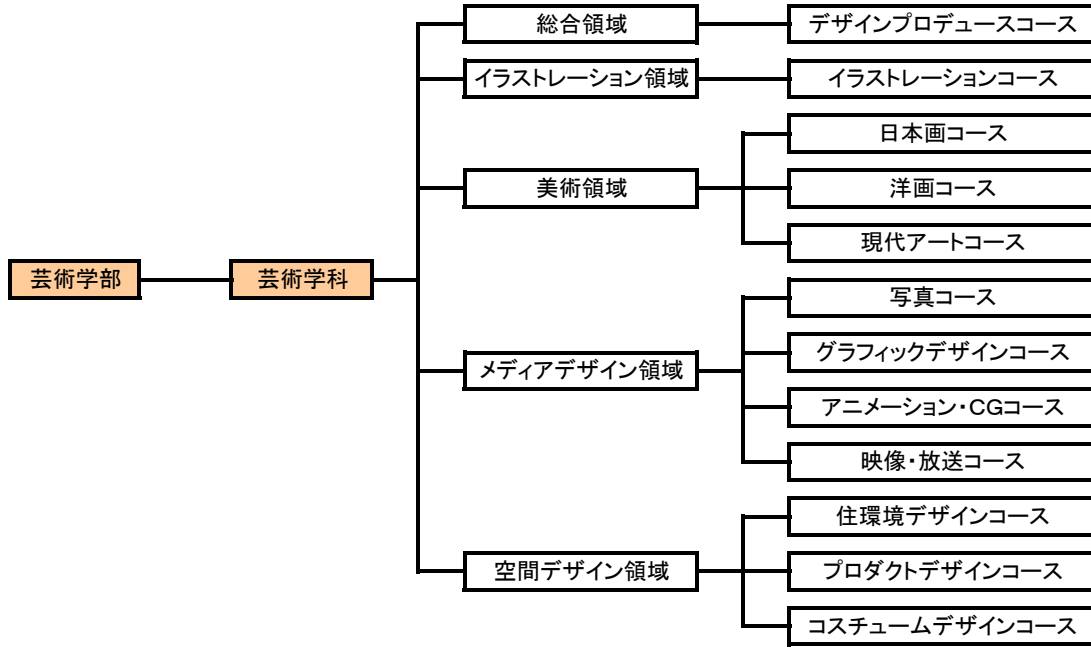 芸術学部
芸術学科
総合領域
デザインプロデュースコース
イラストレーション領域
イラストレーションコース
美術領域
日本画コース
洋画コース
現代アートコース
メディアデザイン領域
写真コース
グラフィックデザインコース
アニメーション・CGコース
映像・放送コース
空間デザイン領域
住環境デザインコース
プロダクトデザインコース
コスチュームデザインコース